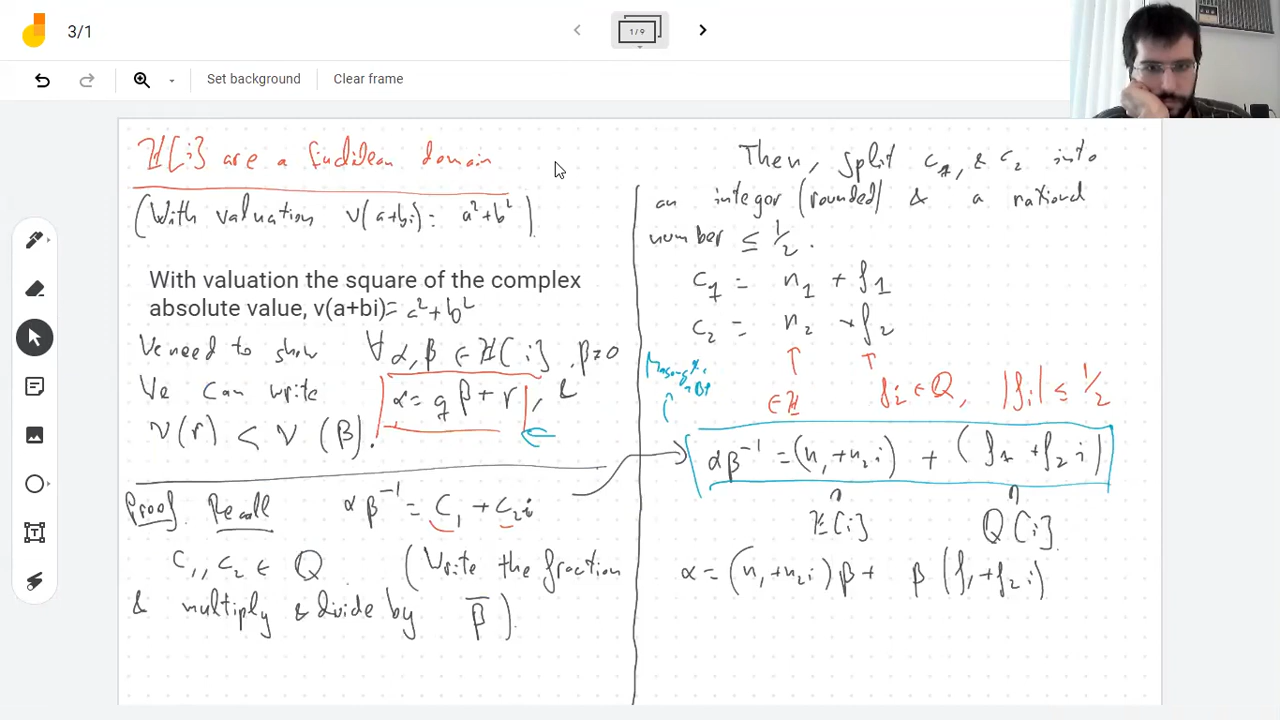 3/1
1/9
Set background
Clear frame
Z[i] are a Euclidean domain
(With valuation v(a+bi): a²+b²)
With valuation the square of the complex
absolute value, v(a+bi)= a²+b²
We need to show ∀ α, β ∈ Z[i], β≠0
We can write α = qβ + r, &
ν(r) < ν(β).
Proof. Recall αβ⁻¹ = C₁ + C₂i
C₁, C₂ ∈ Q (Write the fraction
& multiply & divide by β̅).
Then, split C₁, & C₂ into
an integer (rounded) & a rational
number ≤ 1/2.
C₁ = n₁ + f₁
C₂ = n₂ + f₂
∈ Z fᵢ ∈ Q, |fᵢ| ≤ 1/2
αβ⁻¹ = (n₁+n₂i) + (f₁+f₂i)
Z[i] Q[i].
α = (n₁+n₂i)β + β(f₁+f₂i)